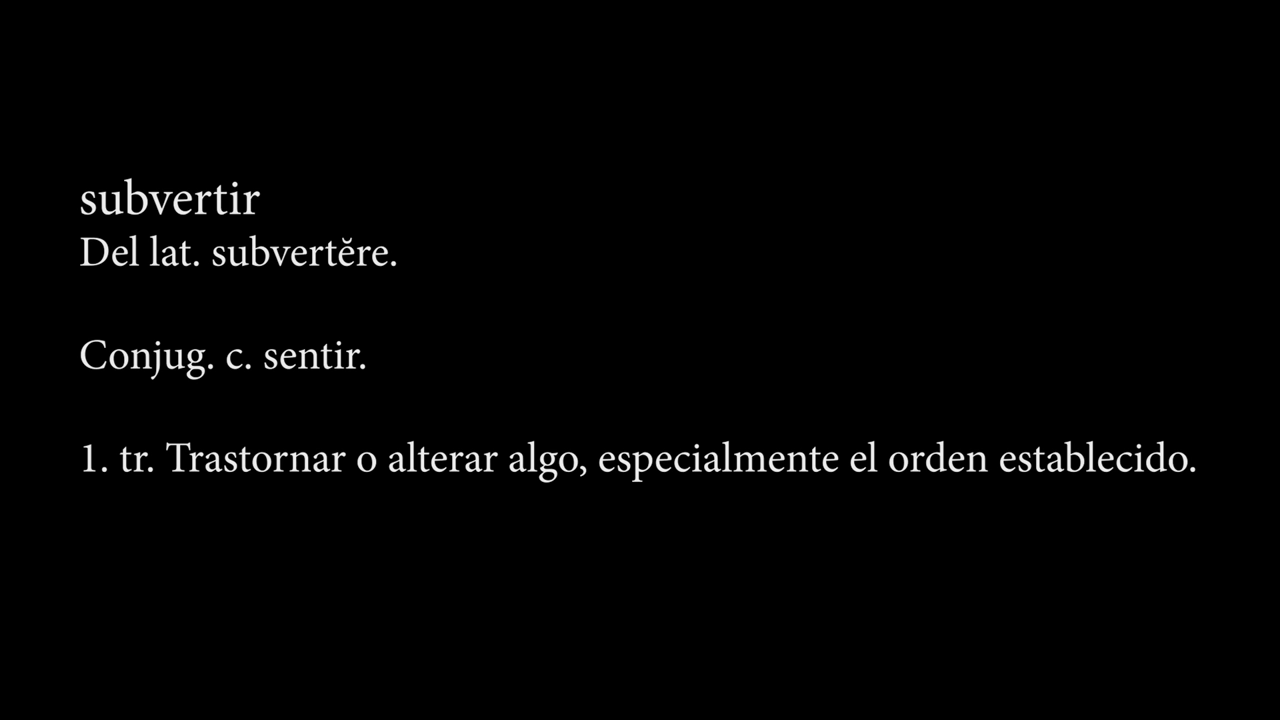 subvertir
Del lat. subvertĕre.
Conjug. c. sentir.
1. tr. Trastornar o alterar algo, especialmente el orden establecido.